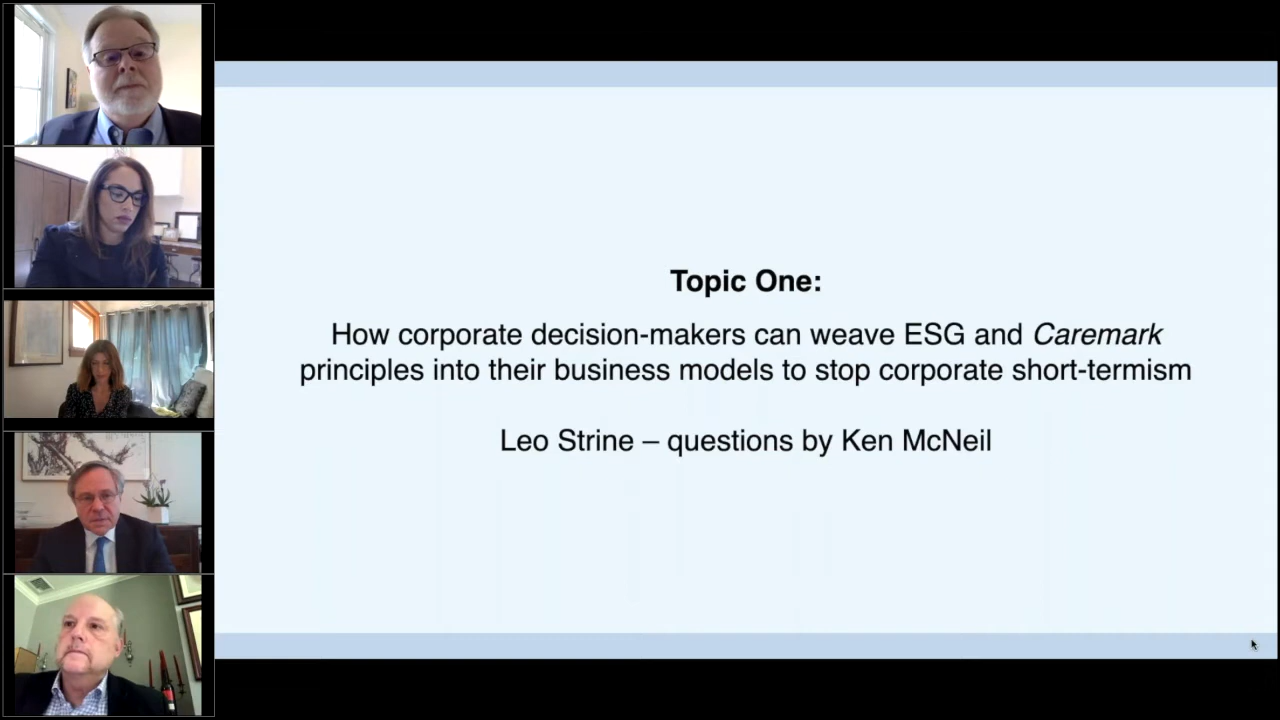 Topic One:
How corporate decision-makers can weave ESG and Caremark
principles into their business models to stop corporate short-termism
Leo Strine – questions by Ken McNeil